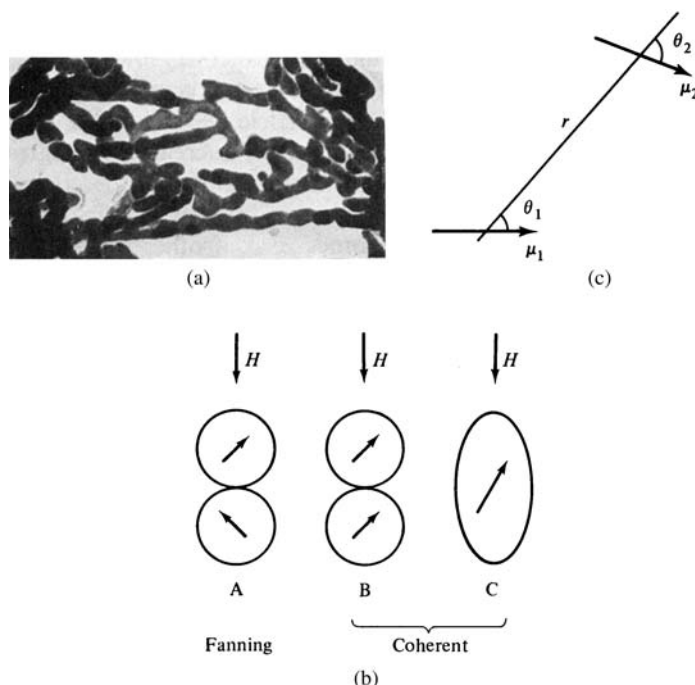 (a)
θ₂
μ₂
r
θ₁
μ₁
(c)
H
H
H
A
B
C
Fanning
Coherent
(b)